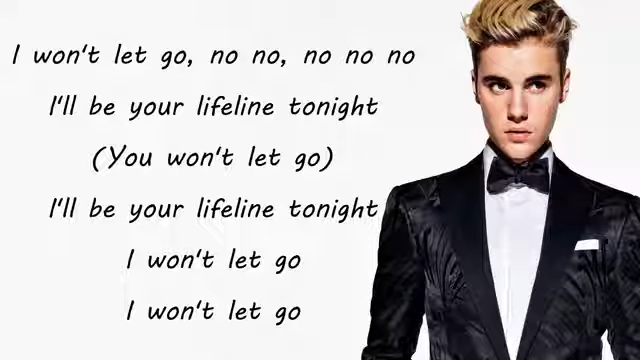 I won't let go, no no, no no no
I'll be your lifeline tonight
(You won't let go)
I'll be your lifeline tonight
I won't let go
I won't let go